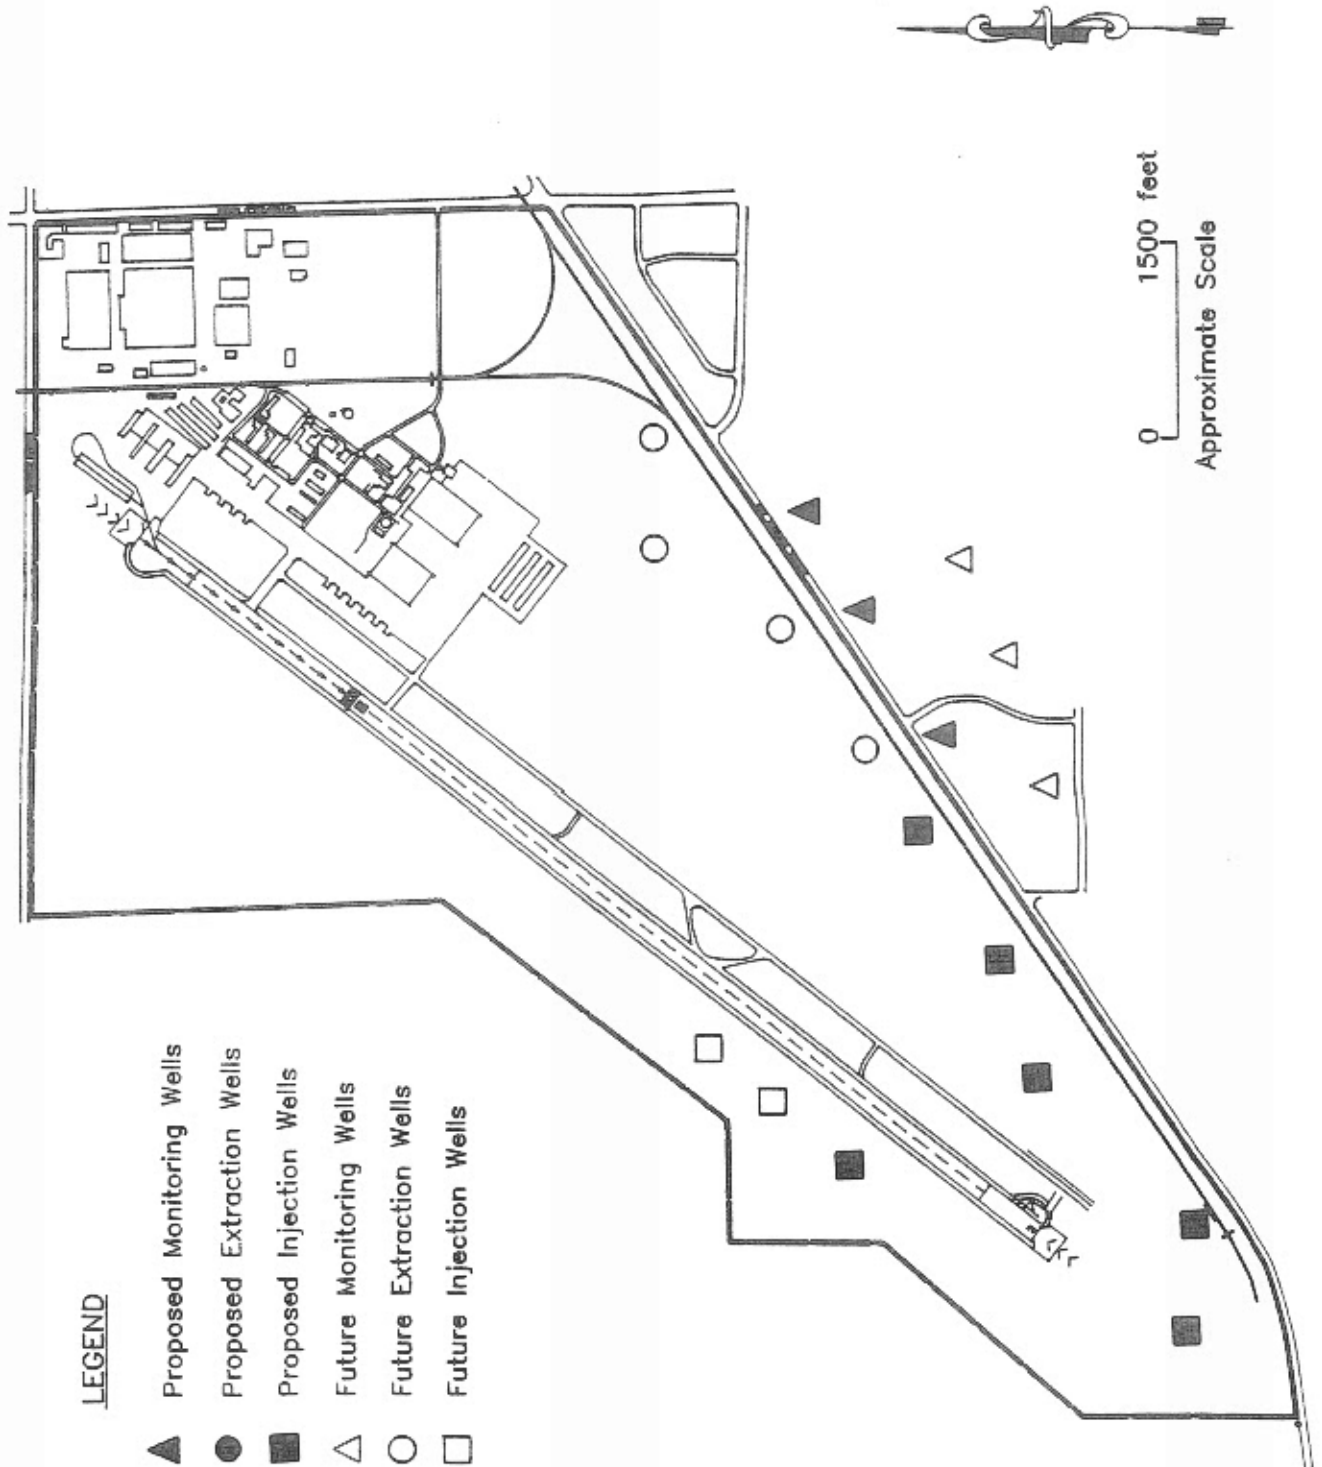 LEGEND
Proposed Monitoring Wells
Proposed Extraction Wells
Proposed Injection Wells
Future Monitoring Wells
Future Extraction Wells
Future Injection Wells
0 1500 feet
Approximate Scale